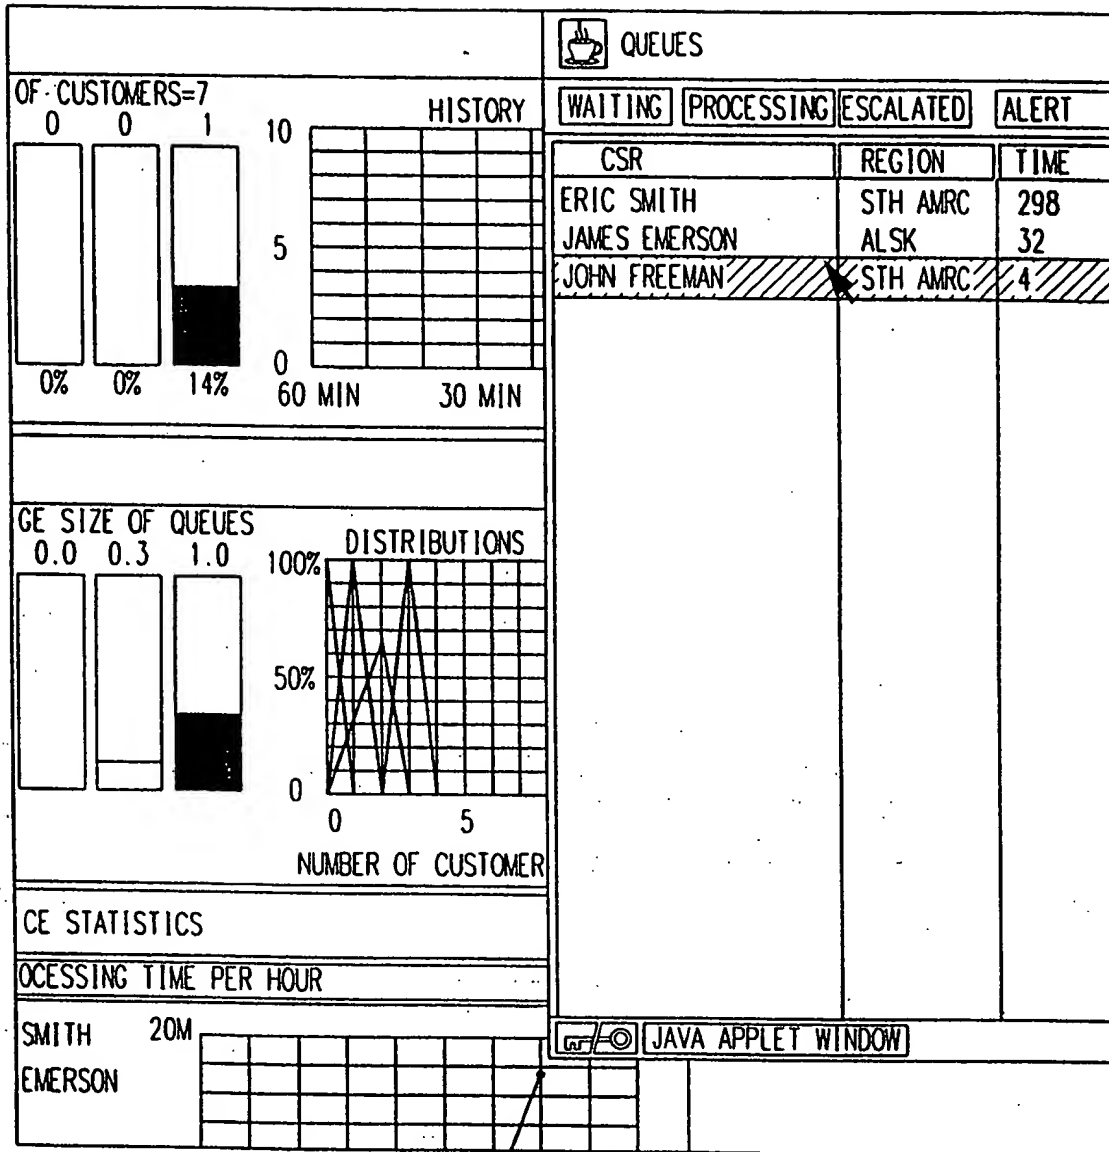 OF CUSTOMERS=7
0 0 1
HISTORY
10
5
0
0% 0% 14%
60 MIN 30 MIN
GE SIZE OF QUEUES
0.0 0.3 1.0
DISTRIBUTIONS
100%
50%
0
0 5
NUMBER OF CUSTOMER
CE STATISTICS
OCESSING TIME PER HOUR
SMITH 20M
EMERSON
QUEUES
WAITING PROCESSING ESCALATED ALERT
CSR REGION TIME
ERIC SMITH STH AMRC 298
JAMES EMERSON ALSK 32
JOHN FREEMAN STH AMRC 4
JAVA APPLET WINDOW